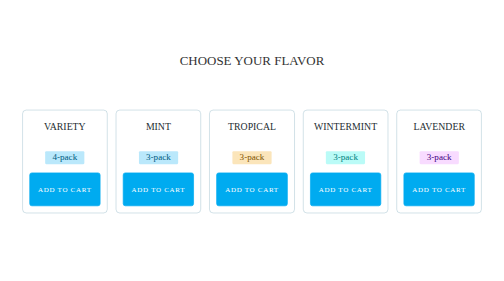 CHOOSE YOUR FLAVOR
VARIETY
4-pack
ADD TO CART
MINT
3-pack
ADD TO CART
TROPICAL
3-pack
ADD TO CART
WINTERMINT
3-pack
ADD TO CART
LAVENDER
3-pack
ADD TO CART